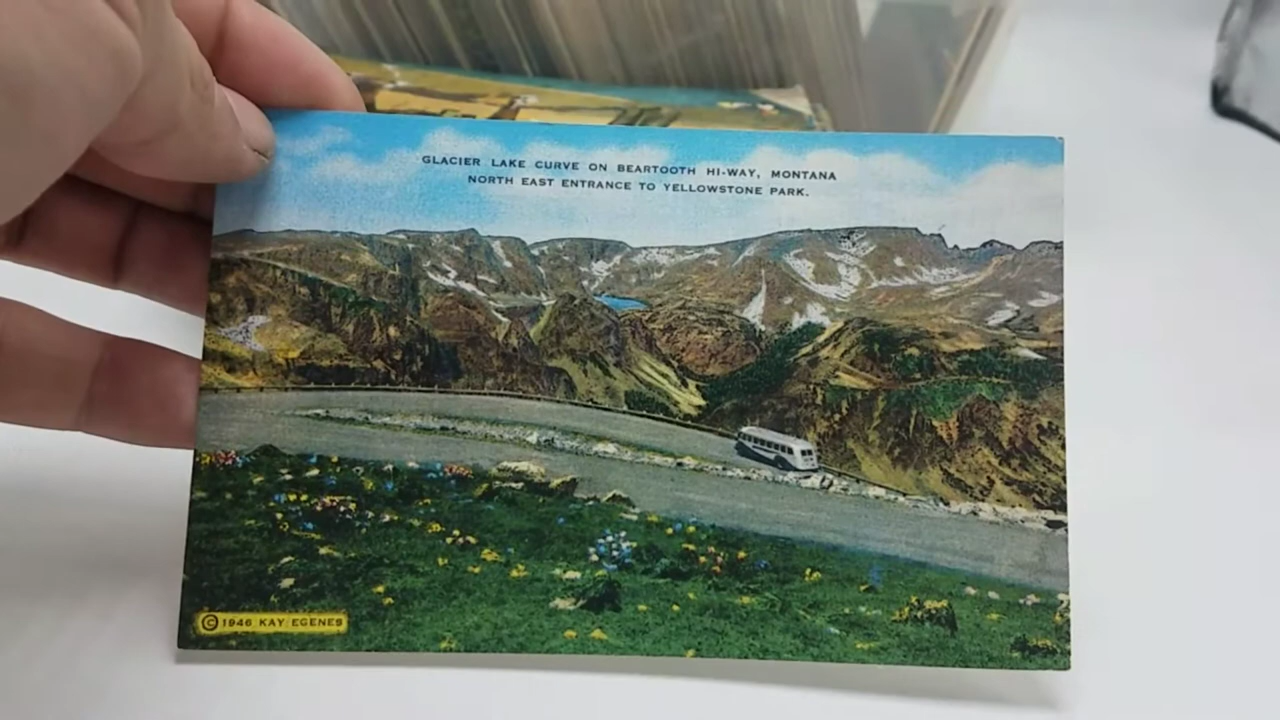 GLACIER LAKE CURVE ON BEARTOOTH HI-WAY, MONTANA
NORTH EAST ENTRANCE TO YELLOWSTONE PARK.
© 1946 KAY EGENES